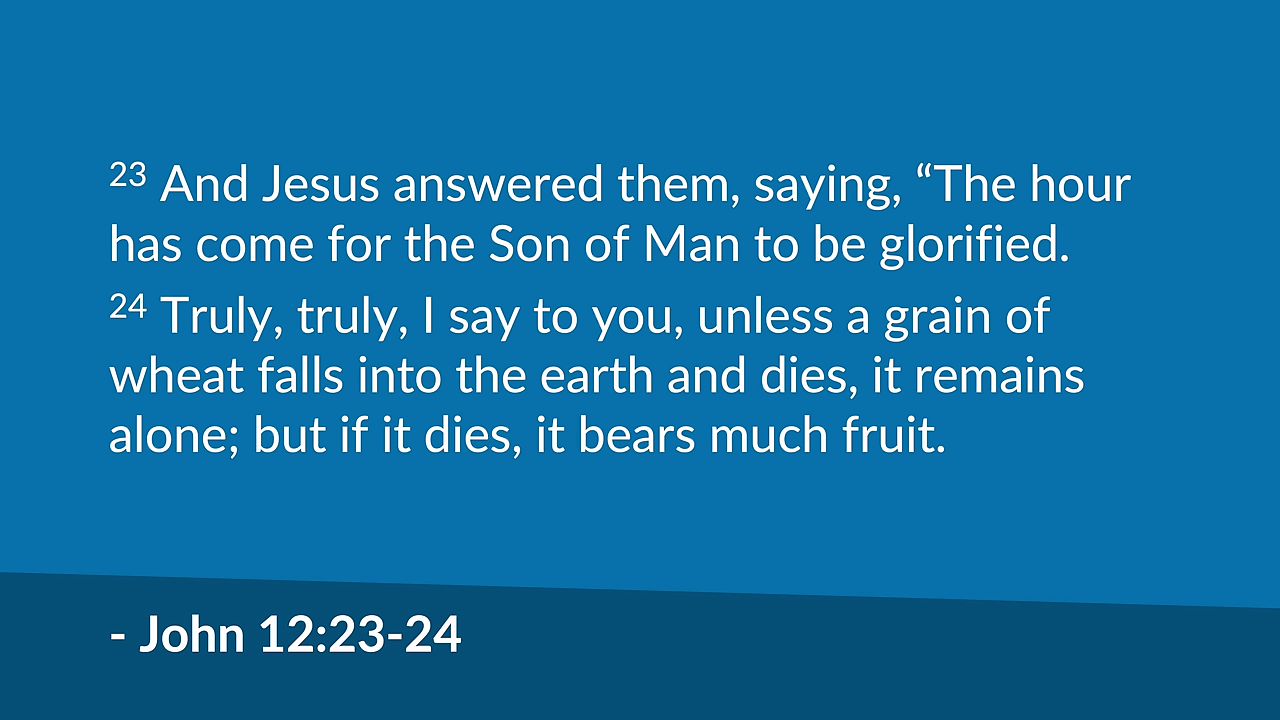 23 And Jesus answered them, saying, “The hour
has come for the Son of Man to be glorified.
24 Truly, truly, I say to you, unless a grain of
wheat falls into the earth and dies, it remains
alone; but if it dies, it bears much fruit.
- John 12:23-24